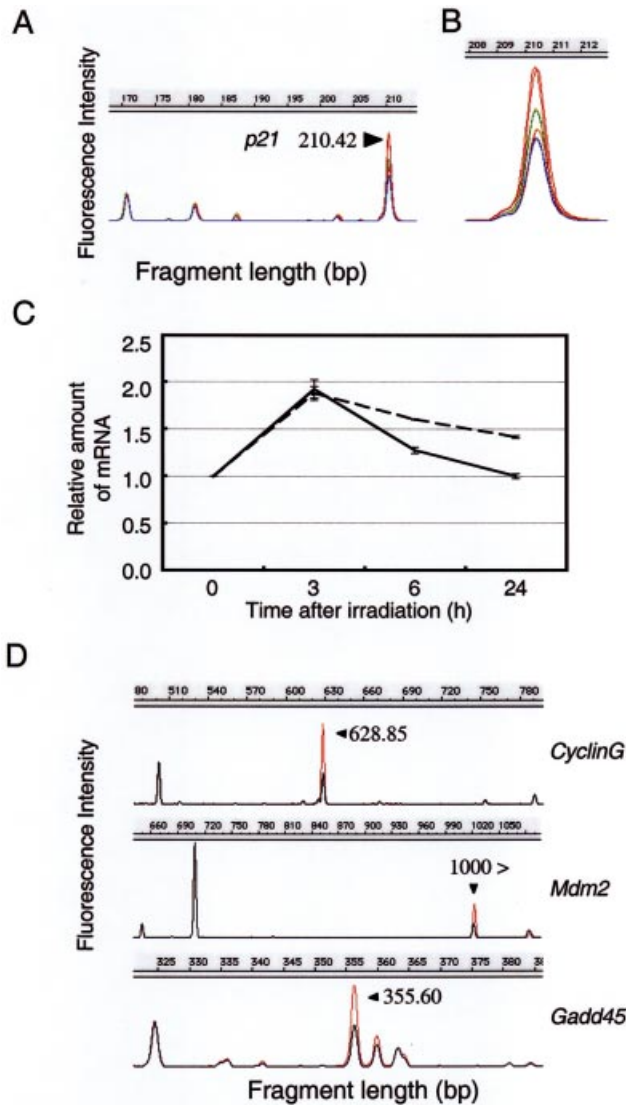 A
170 175 180 185 190 195 200 205 210
p21 210.42
Fluorescence Intensity
Fragment length (bp)
B
208 209 210 211 212
C
2.5
2.0
1.5
1.0
0.5
0.0
Relative amount of mRNA
0 3 6 24
Time after irradiation (h)
D
Fluorescence Intensity
80 510 540 570 600 630 660 690 720 750 780
628.85
CyclinG
660 690 720 750 780 810 840 870 900 930 960 990 1020 1050
1000 >
Mdm2
325 330 335 340 345 350 355 360 365 370 375 380
355.60
Gadd45
Fragment length (bp)